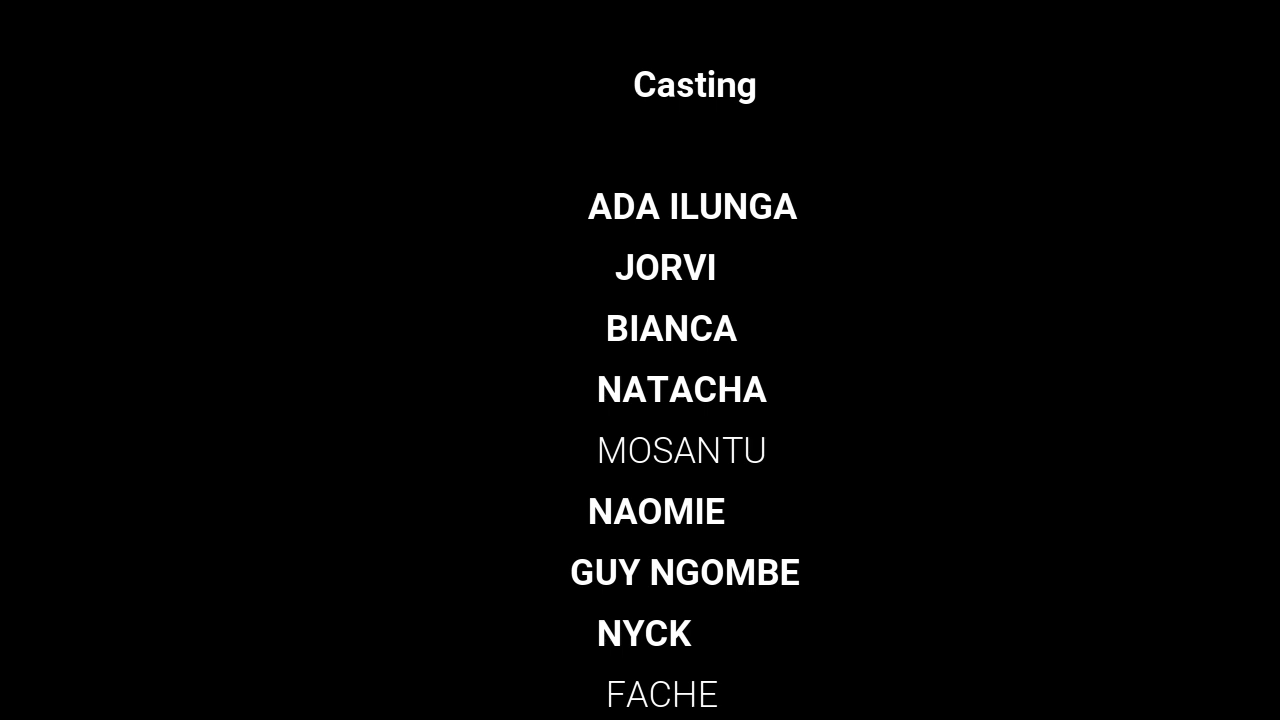 Casting
ADA ILUNGA
JORVI
BIANCA
NATACHA
MOSANTU
NAOMIE
GUY NGOMBE
NYCK
FACHE